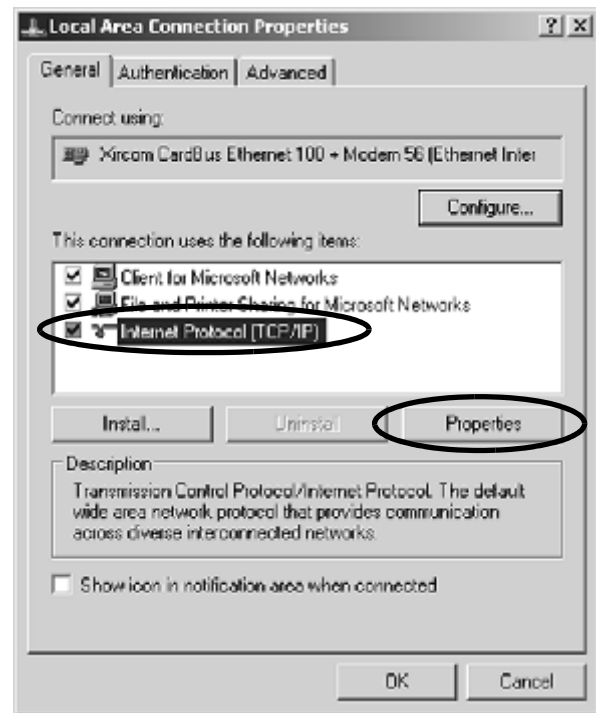 Local Area Connection Properties
General Authentication Advanced
Connect using:
Xircom CardBus Ethernet 100 + Modem 56 (Ethernet Inter
Configure...
This connection uses the following items:
Client for Microsoft Networks
File and Printer Sharing for Microsoft Networks
Internet Protocol (TCP/IP)
Install... Uninstall Properties
Description
Transmission Control Protocol/Internet Protocol. The default
wide area network protocol that provides communication
across diverse interconnected networks.
Show icon in notification area when connected
OK Cancel